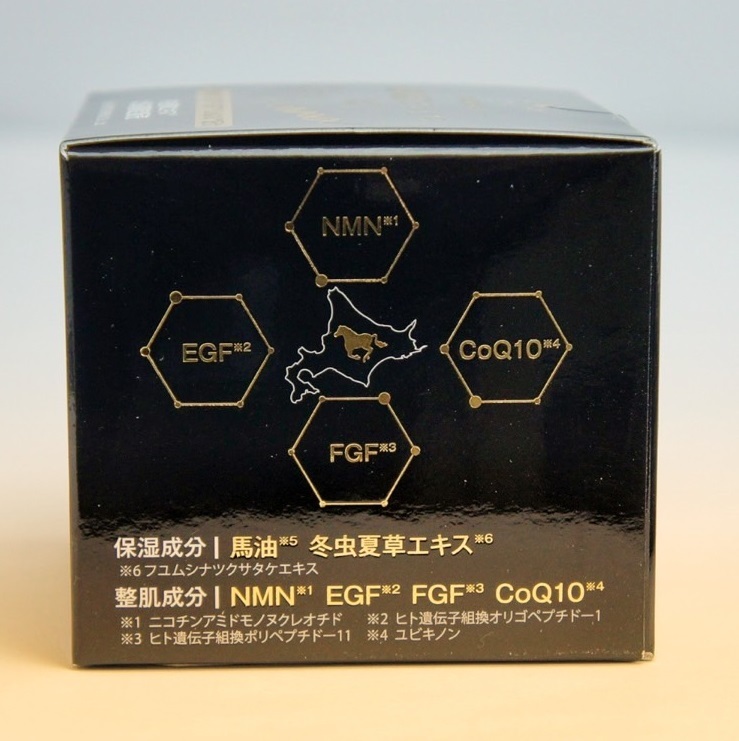 NMN※1
EGF※2
CoQ10※4
FGF※3
保湿成分 | 馬油※5 冬虫夏草エキス※6
※6 フユムシナツクサタケエキス
整肌成分 | NMN※1 EGF※2 FGF※3 CoQ10※4
※1 ニコチンアミドモノヌクレオチド ※2 ヒト遺伝子組換オリゴペプチドー1
※3 ヒト遺伝子組換ポリペプチドー11 ※4 ユビキノン